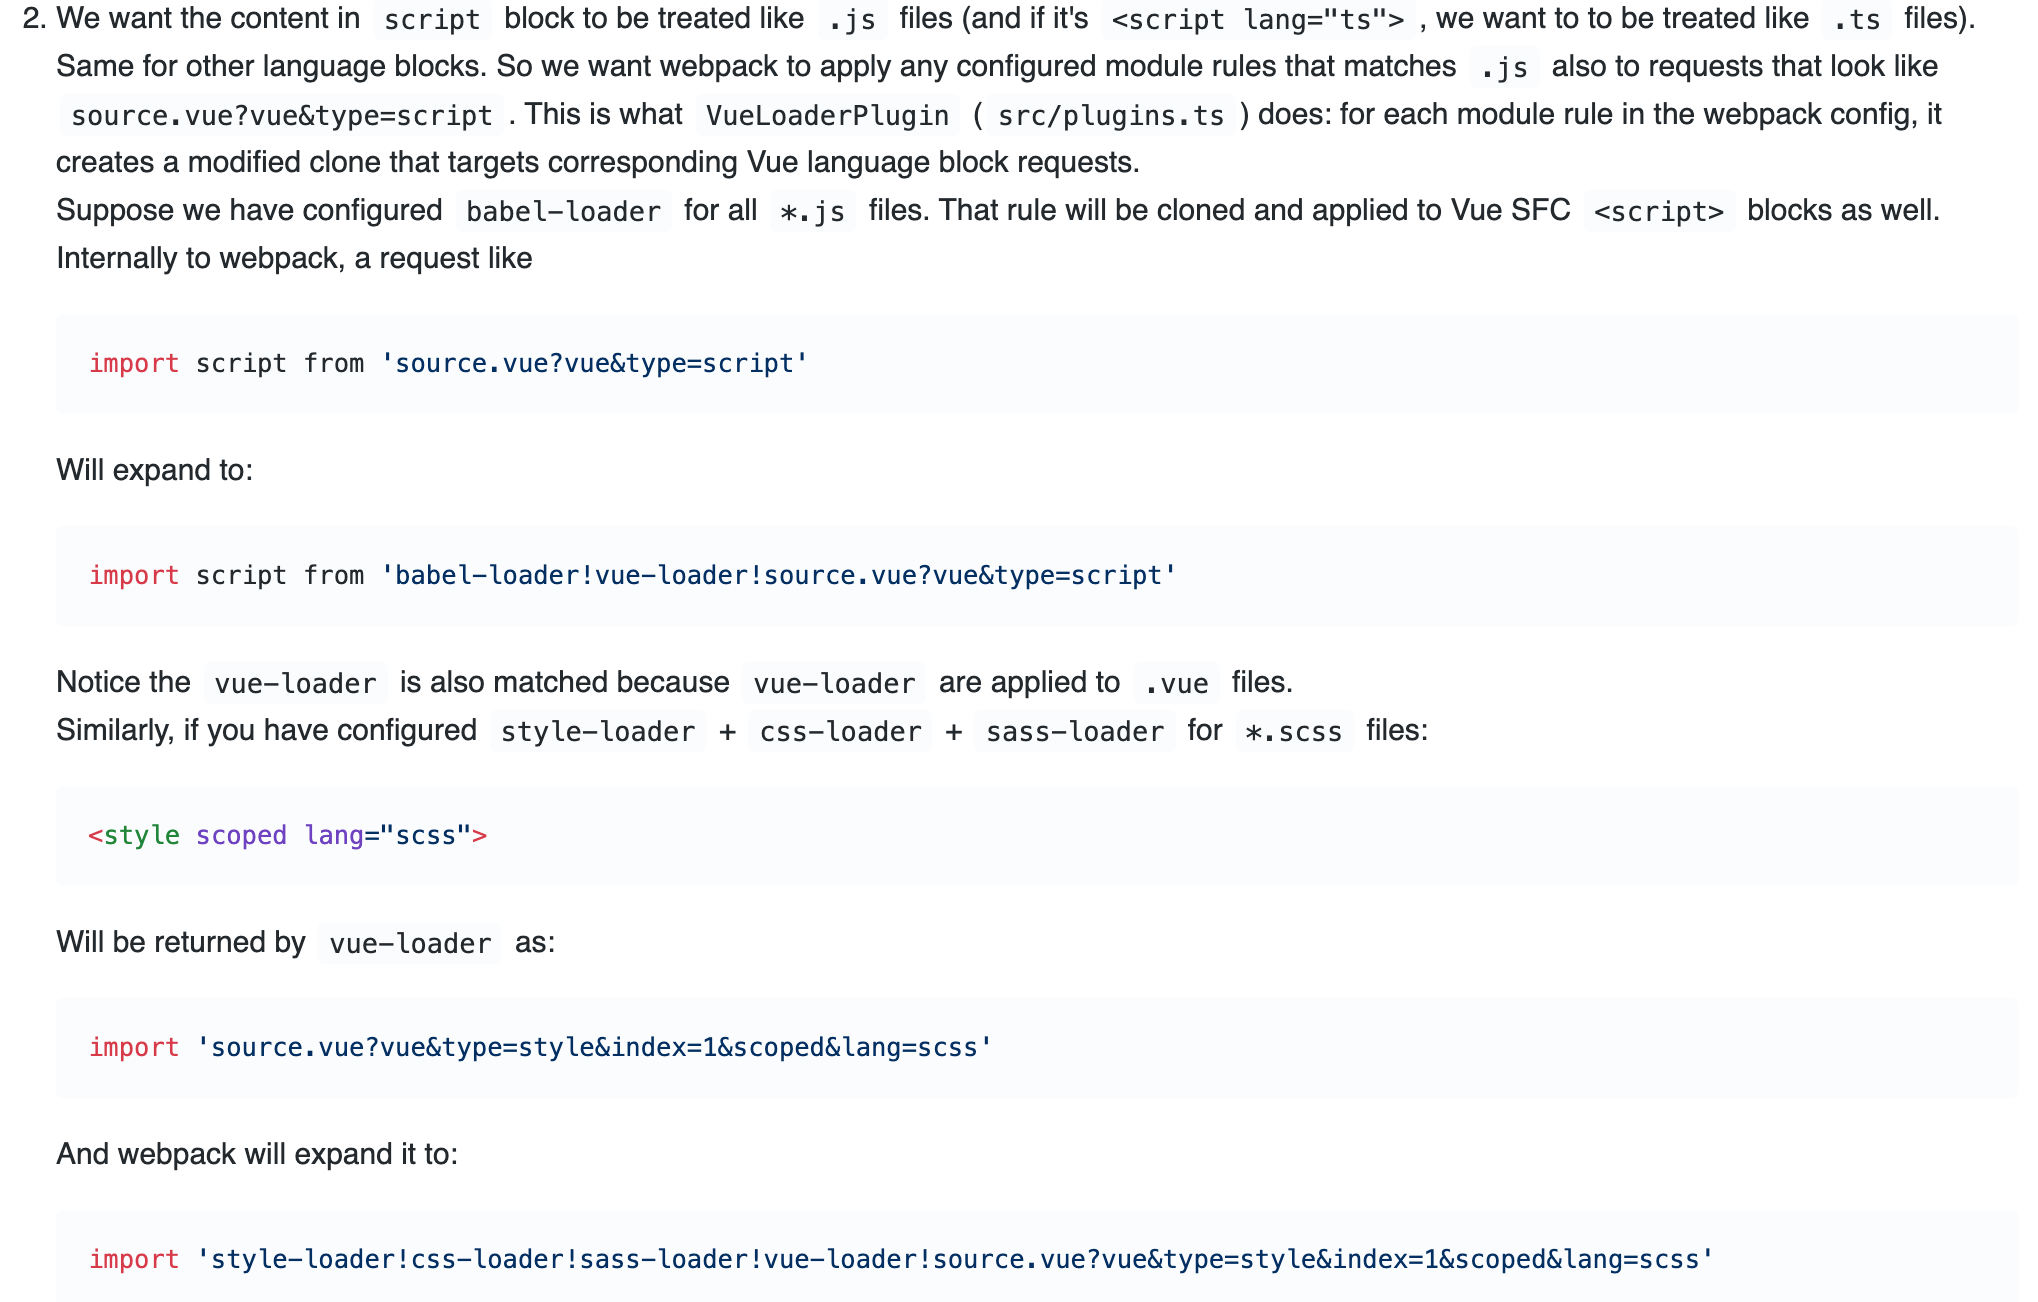 2. We want the content in script block to be treated like .js files (and if it's <script lang="ts"> , we want to to be treated like .ts files).
Same for other language blocks. So we want webpack to apply any configured module rules that matches .js also to requests that look like
source.vue?vue&type=script . This is what VueLoaderPlugin ( src/plugins.ts ) does: for each module rule in the webpack config, it
creates a modified clone that targets corresponding Vue language block requests.
Suppose we have configured babel-loader for all *.js files. That rule will be cloned and applied to Vue SFC <script> blocks as well.
Internally to webpack, a request like
import script from 'source.vue?vue&type=script'
Will expand to:
import script from 'babel-loader!vue-loader!source.vue?vue&type=script'
Notice the vue-loader is also matched because vue-loader are applied to .vue files.
Similarly, if you have configured style-loader + css-loader + sass-loader for *.scss files:
<style scoped lang="scss">
Will be returned by vue-loader as:
import 'source.vue?vue&type=style&index=1&scoped&lang=scss'
And webpack will expand it to:
import 'style-loader!css-loader!sass-loader!vue-loader!source.vue?vue&type=style&index=1&scoped&lang=scss'